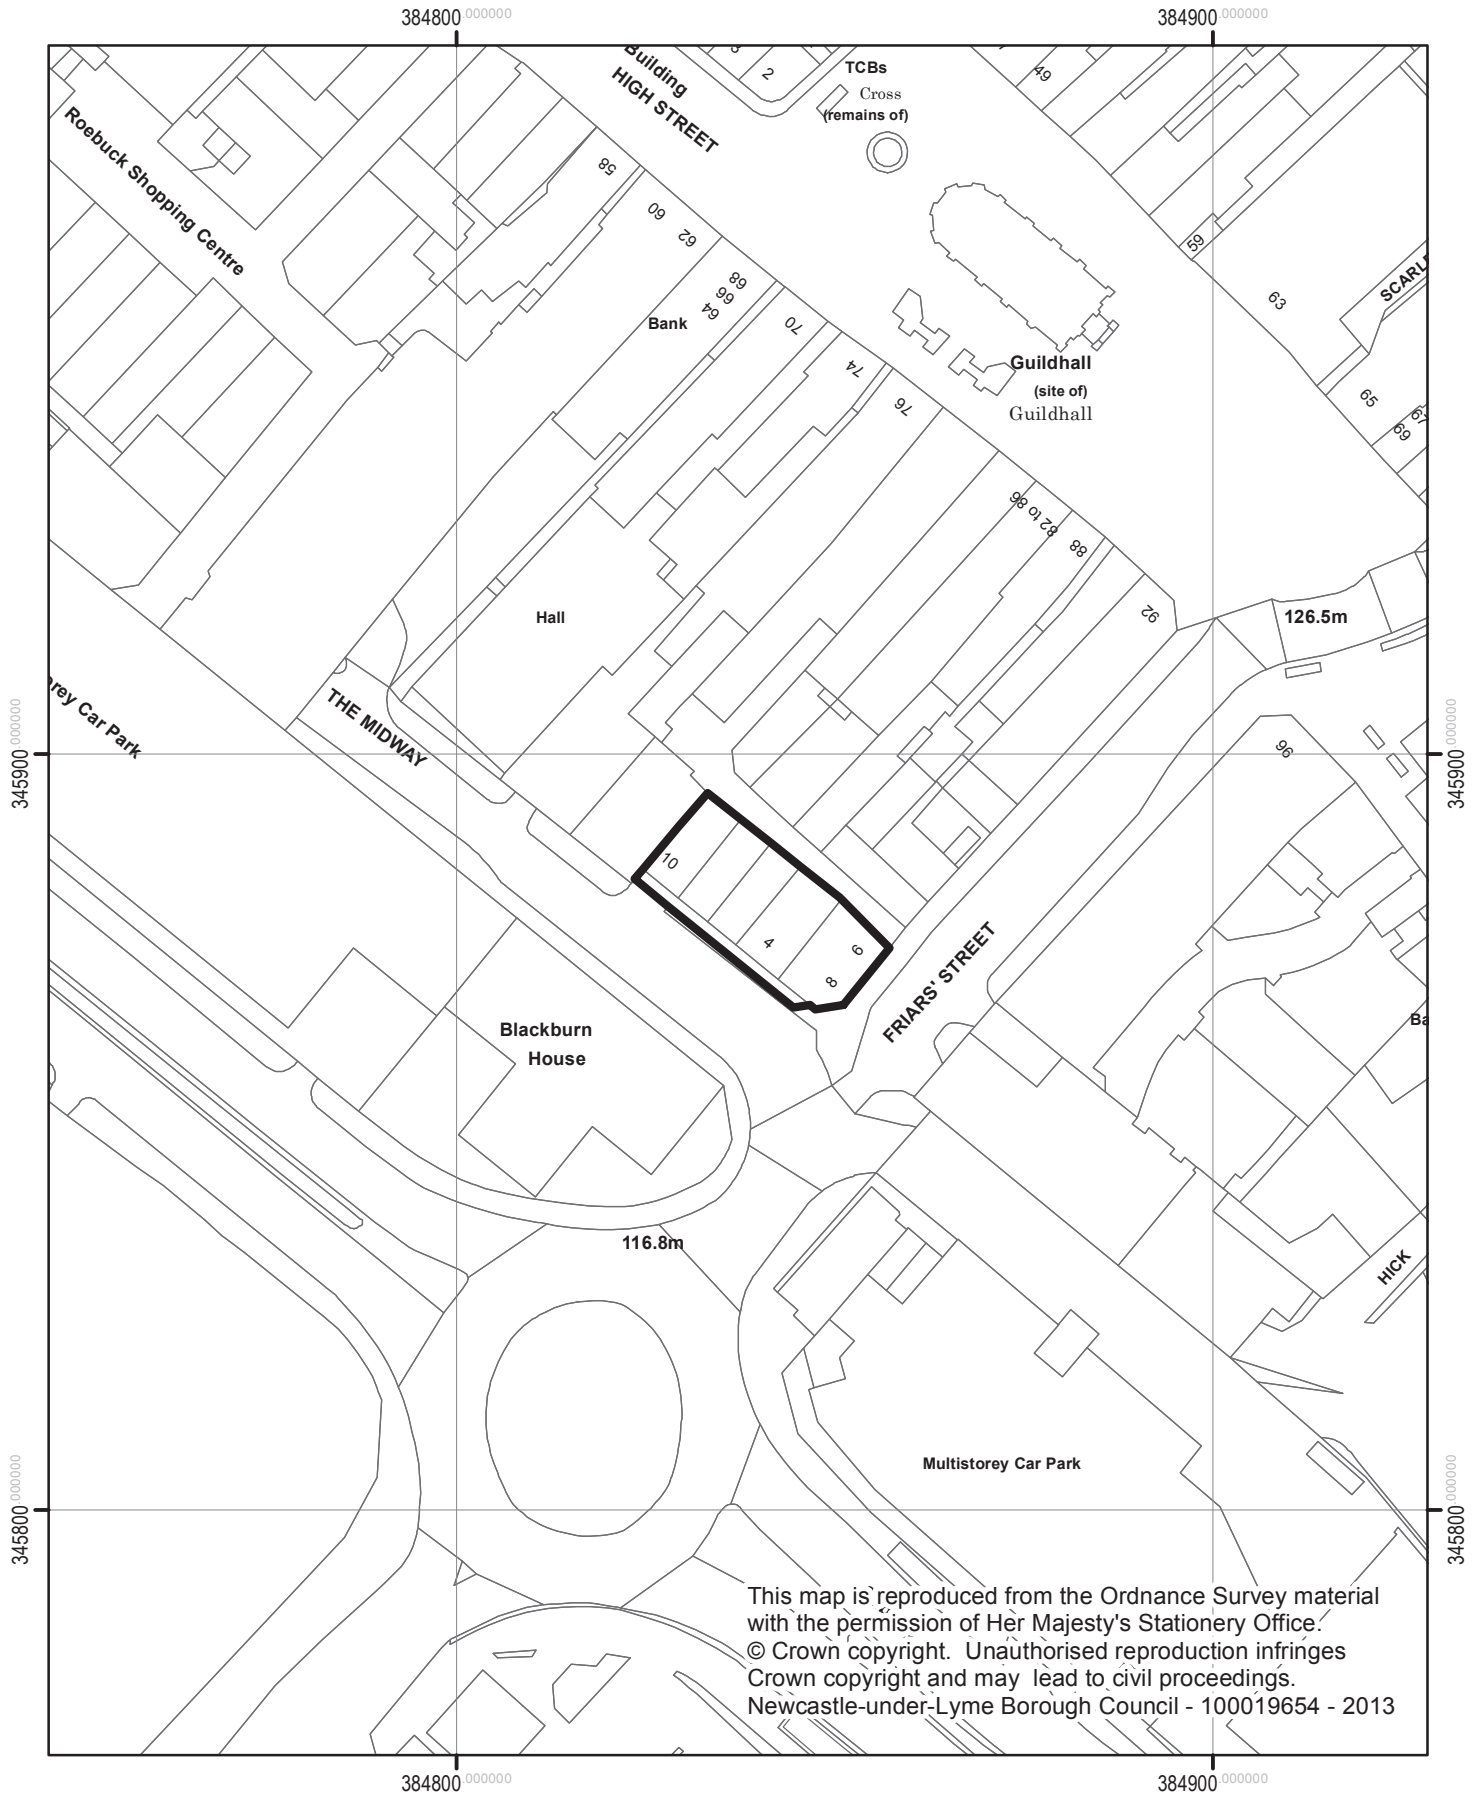 384800.000000
384900.000000
Building
HIGH STREET
3
2
TCBs
Cross
(remains of)
49
Roebuck Shopping Centre
58
60
62
64
66
68
70
74
76
Bank
59
63
65
67
69
Guildhall
(site of)
Guildhall
82 to 86
88
92
126.5m
Hall
THE MIDWAY
orey Car Park
345900.000000
345900.000000
96
10
4
6
8
FRIARS' STREET
Blackburn
House
Ba
116.8m
HICK
Multistorey Car Park
345800.000000
345800.000000
This map is reproduced from the Ordnance Survey material
with the permission of Her Majesty's Stationery Office.
© Crown copyright.  Unauthorised reproduction infringes
Crown copyright and may  lead to civil proceedings.
Newcastle-under-Lyme Borough Council - 100019654 - 2013
384800.000000
384900.000000